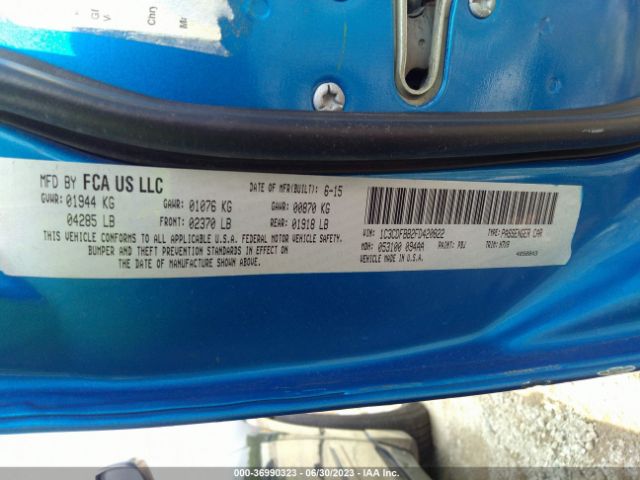 MFD BY FCA US LLC
DATE OF MFR(BUILT): 6-15
GVWR: 01944 KG GAWR: 01076 KG GAWR: 00870 KG
04285 LB FRONT: 02370 LB REAR: 01918 LB
THIS VEHICLE CONFORMS TO ALL APPLICABLE U.S.A. FEDERAL MOTOR VEHICLE SAFETY,
BUMPER AND THEFT PREVENTION STANDARDS IN EFFECT ON
THE DATE OF MANUFACTURE SHOWN ABOVE.
VIN: 1C3CDFBB2FD420622 TYPE: PASSENGER CAR
MDH: 053100 094AA PAINT: PBJ TRIM:
VEHICLE MADE IN U.S.A.
000-36990323 - 06/30/2023 - IAA Inc.